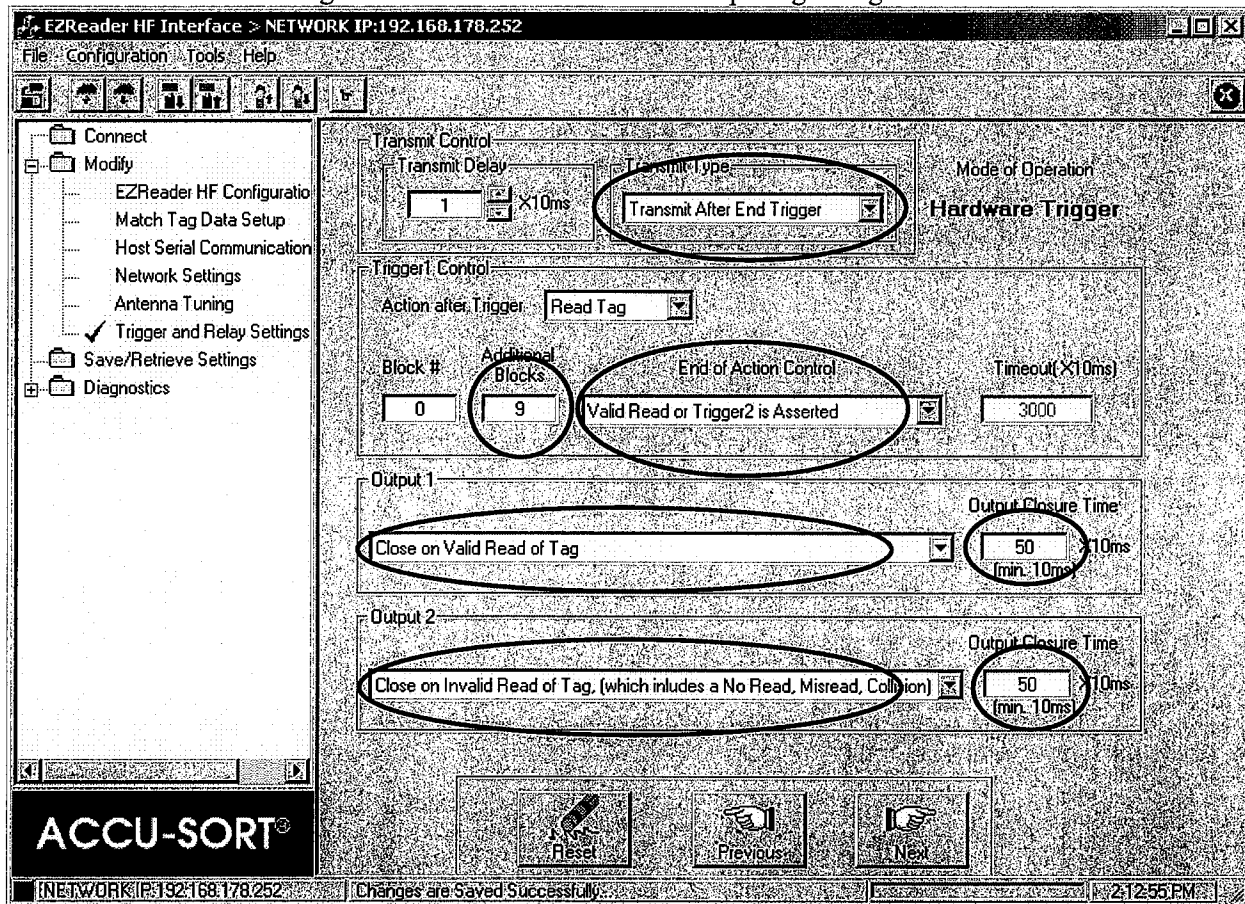 EZReader HF Interface > NETWORK IP:192.168.178.252
File Configuration Tools Help
Connect
Modify
EZReader HF Configuratio
Match Tag Data Setup
Host Serial Communication
Network Settings
Antenna Tuning
Trigger and Relay Settings
Save/Retrieve Settings
Diagnostics
ACCU-SORT®
Transmit Control
Transmit Delay
1 X10ms
Transmit Type
Transmit After End Trigger
Mode of Operation
Hardware Trigger
Trigger1 Control
Action after Trigger Read Tag
Block #
0
Additional
Blocks
9
End of Action Control
Valid Read or Trigger2 is Asserted
Timeout(X10ms)
3000
Output 1
Close on Valid Read of Tag
Output Closure Time
50 X10ms
(min. 10ms)
Output 2
Close on Invalid Read of Tag, (which inludes a No Read, Misread, Collision)
Output Closure Time
50 X10ms
(min. 10ms)
Reset
Previous
Next
NETWORK IP:192.168.178.252 Changes are Saved Successfully. 2:12:55 PM